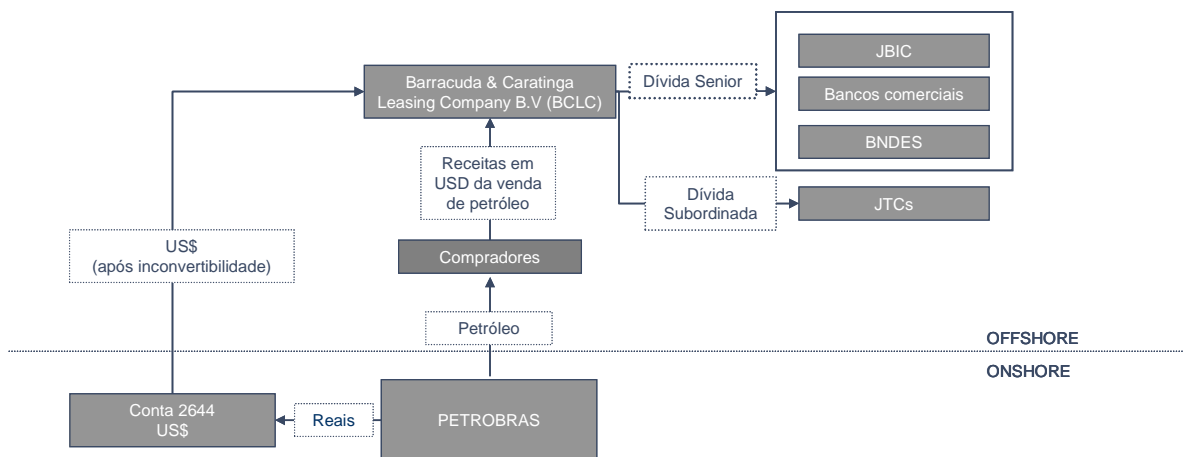 JBIC
Barracuda & Caratinga
Leasing Company B.V (BCLC)
Dívida Senior
Bancos comerciais
BNDES
Receitas em
USD da venda
de petróleo
Dívida
Subordinada
JTCs
US$
(após inconvertibilidade)
Compradores
Petróleo
OFFSHORE
ONSHORE
Conta 2644
US$
Reais
PETROBRAS